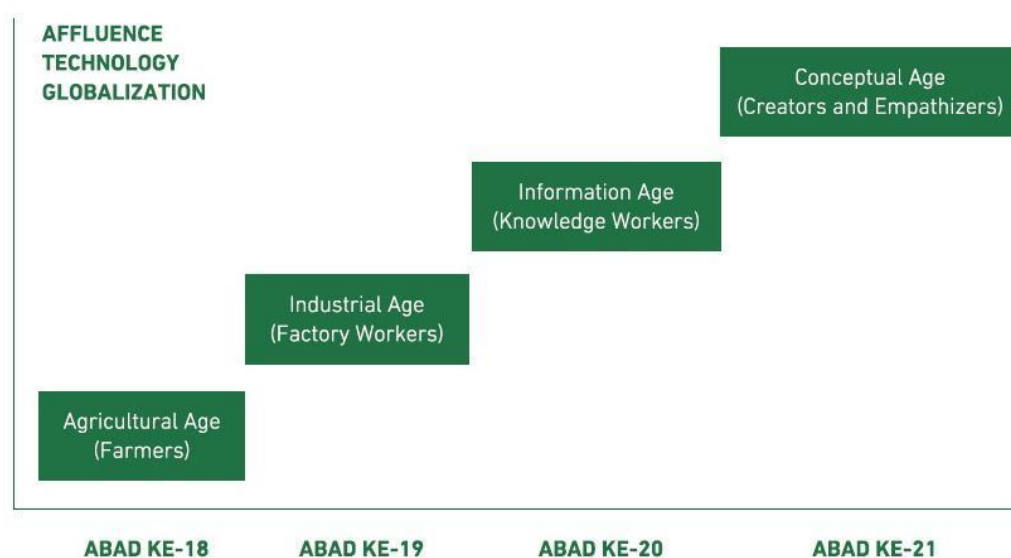 AFFLUENCE
TECHNOLOGY
GLOBALIZATION
Conceptual Age
(Creators and Empathizers)
Information Age
(Knowledge Workers)
Industrial Age
(Factory Workers)
Agricultural Age
(Farmers)
ABAD KE-18
ABAD KE-19
ABAD KE-20
ABAD KE-21